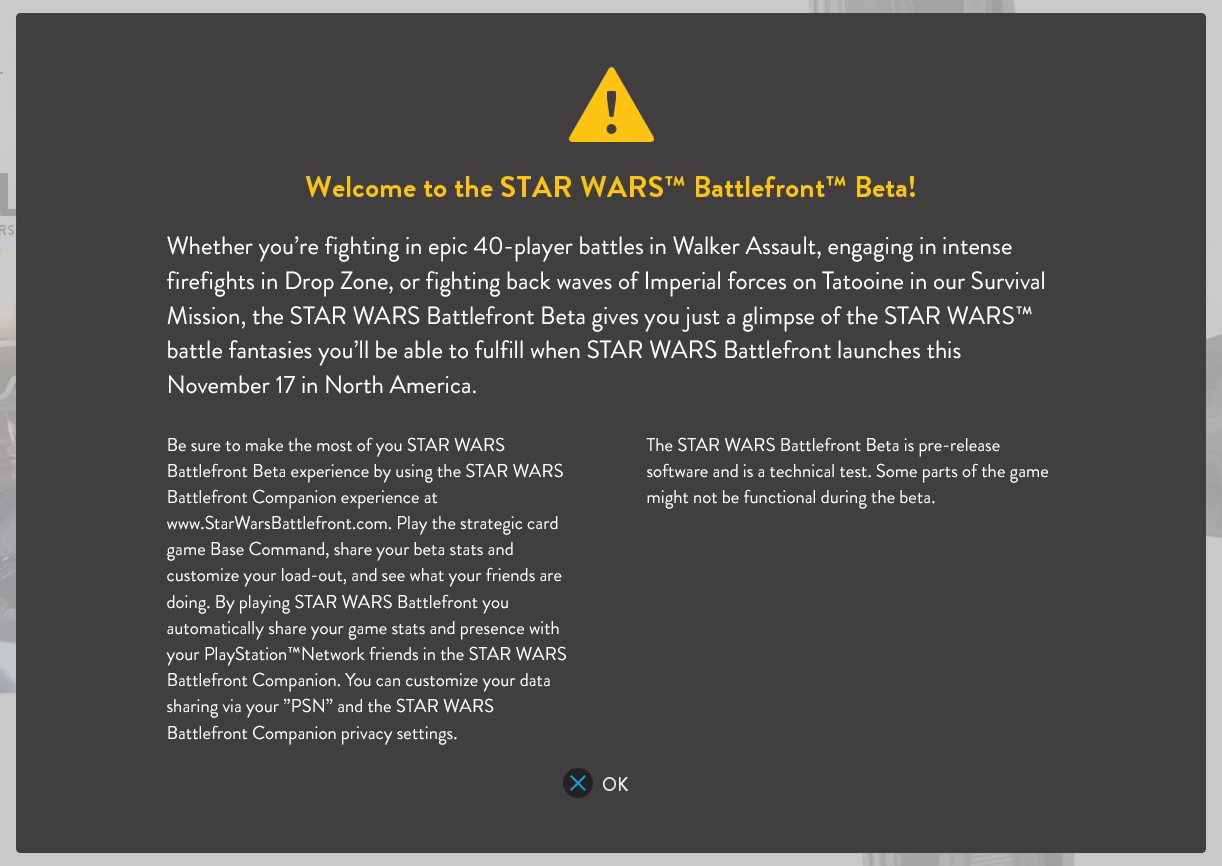 Welcome to the STAR WARS™ Battlefront™ Beta!
Whether you’re fighting in epic 40-player battles in Walker Assault, engaging in intense
firefights in Drop Zone, or fighting back waves of Imperial forces on Tatooine in our Survival
Mission, the STAR WARS Battlefront Beta gives you just a glimpse of the STAR WARS™
battle fantasies you’ll be able to fulfill when STAR WARS Battlefront launches this
November 17 in North America.
Be sure to make the most of you STAR WARS
Battlefront Beta experience by using the STAR WARS
Battlefront Companion experience at
www.StarWarsBattlefront.com. Play the strategic card
game Base Command, share your beta stats and
customize your load-out, and see what your friends are
doing. By playing STAR WARS Battlefront you
automatically share your game stats and presence with
your PlayStation™Network friends in the STAR WARS
Battlefront Companion. You can customize your data
sharing via your ”PSN” and the STAR WARS
Battlefront Companion privacy settings.
The STAR WARS Battlefront Beta is pre-release
software and is a technical test. Some parts of the game
might not be functional during the beta.
OK